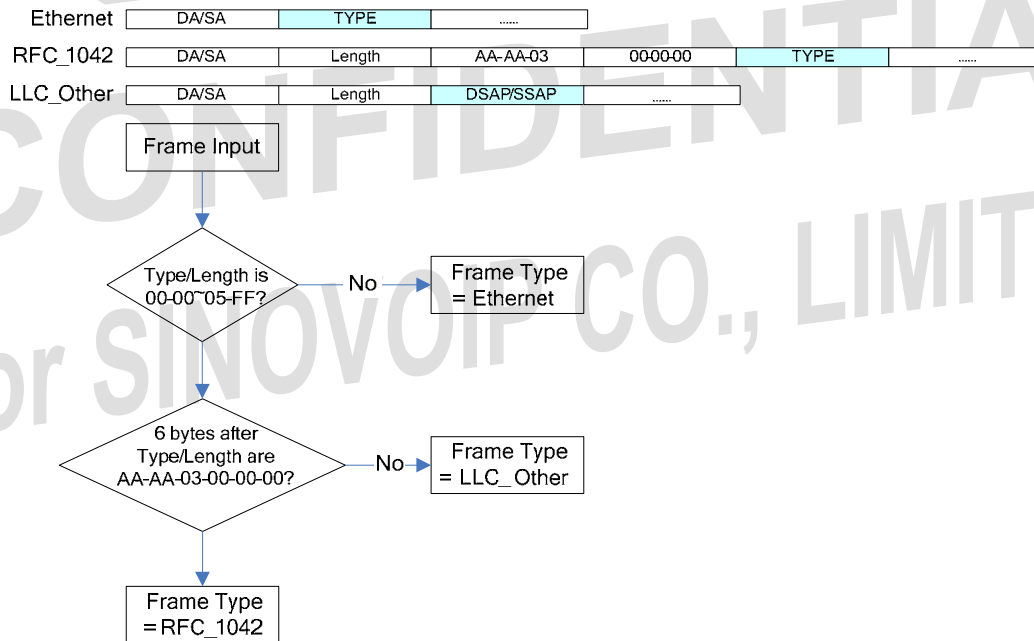 Ethernet DA/SA TYPE ......
RFC_1042 DA/SA Length AA-AA-03 00-00-00 TYPE ......
LLC_Other DA/SA Length DSAP/SSAP ......
Frame Input
Type/Length is
00-00~05-FF?
No
Frame Type
= Ethernet
6 bytes after
Type/Length are
AA-AA-03-00-00-00?
No
Frame Type
= LLC_Other
Frame Type
=RFC_1042
CONFIDENTIA
or SINOVOIP CO., LIMIT